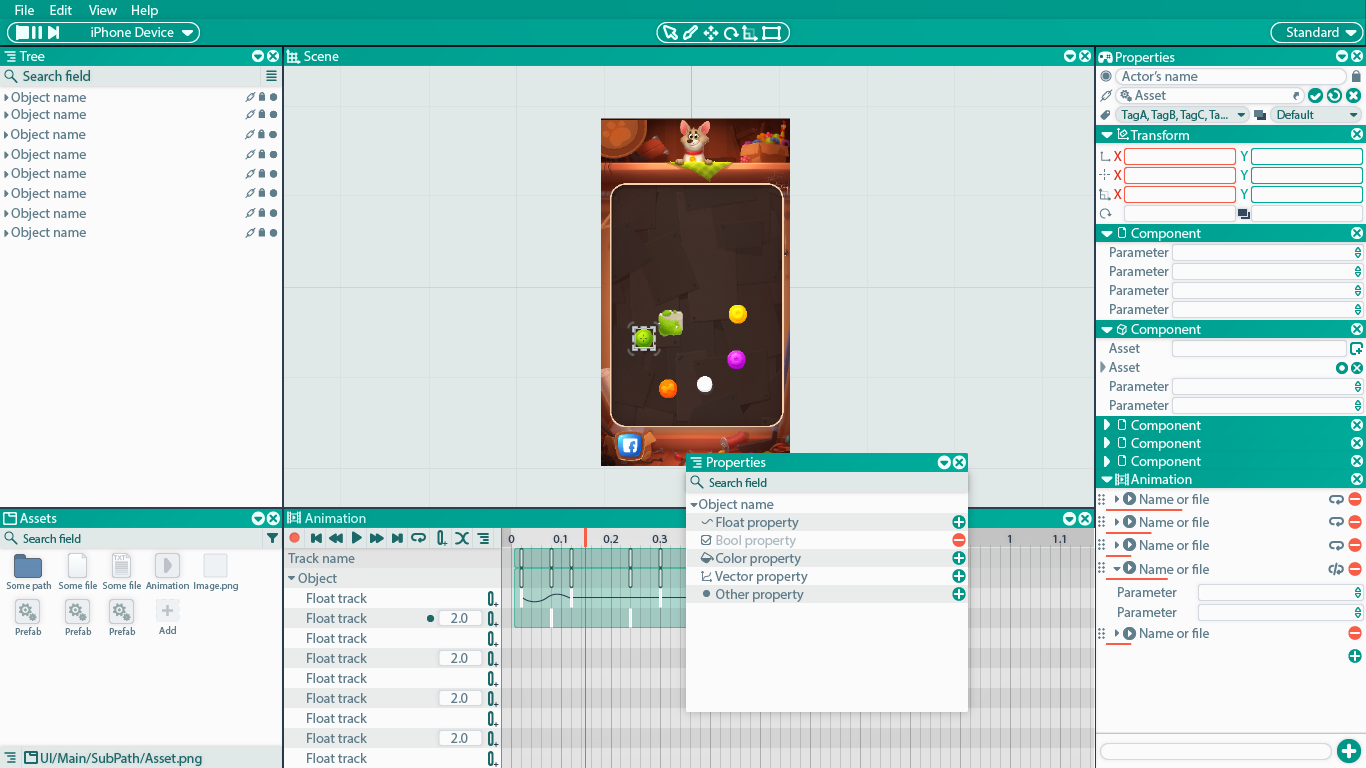 File Edit View Help
iPhone Device
Standard
Tree
Search field
Object name
Object name
Object name
Object name
Object name
Object name
Object name
Object name
Scene
Properties
Actor's name
Asset
TagA, TagB, TagC, Ta... Default
Transform
X Y
X Y
X Y
Component
Parameter
Parameter
Parameter
Parameter
Component
Asset
Asset
Parameter
Parameter
Component
Component
Component
Animation
Name or file
Name or file
Name or file
Name or file
Parameter
Parameter
Name or file
Assets
Search field
Some path Some file Some file Animation Image.png
TXT
Prefab Prefab Prefab Add
UI/Main/SubPath/Asset.png
Animation
0 0.1 0.2 0.3 1 1.1
Track name
Object
Float track
Float track 2.0
Float track
Float track 2.0
Float track
Float track 2.0
Float track
Float track 2.0
Float track
Properties
Search field
Object name
Float property
Bool property
Color property
Vector property
Other property